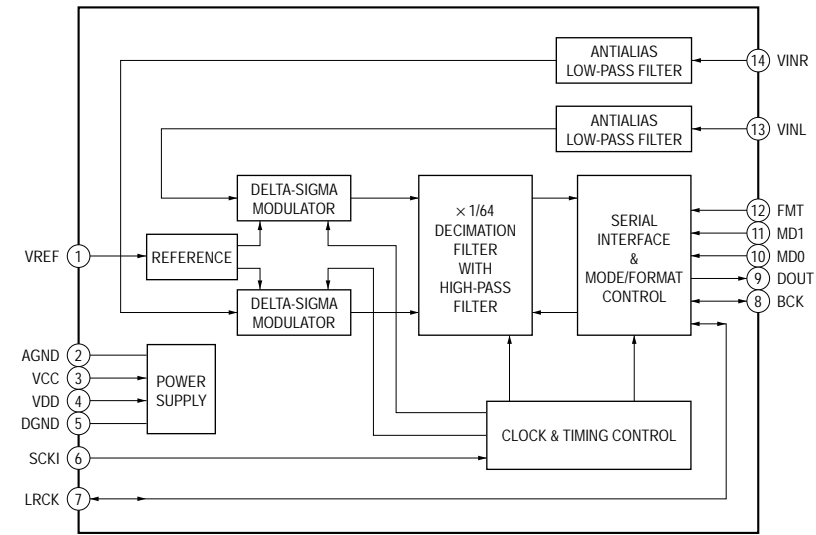 ANTIALIAS
LOW-PASS FILTER
14 VINR
ANTIALIAS
LOW-PASS FILTER
13 VINL
DELTA-SIGMA
MODULATOR
× 1/64
DECIMATION
FILTER
WITH
HIGH-PASS
FILTER
SERIAL
INTERFACE
&
MODE/FORMAT
CONTROL
12 FMT
11 MD1
10 MD0
9 DOUT
8 BCK
VREF 1
REFERENCE
DELTA-SIGMA
MODULATOR
AGND 2
VCC 3
VDD 4
DGND 5
POWER
SUPPLY
CLOCK & TIMING CONTROL
SCKI 6
LRCK 7